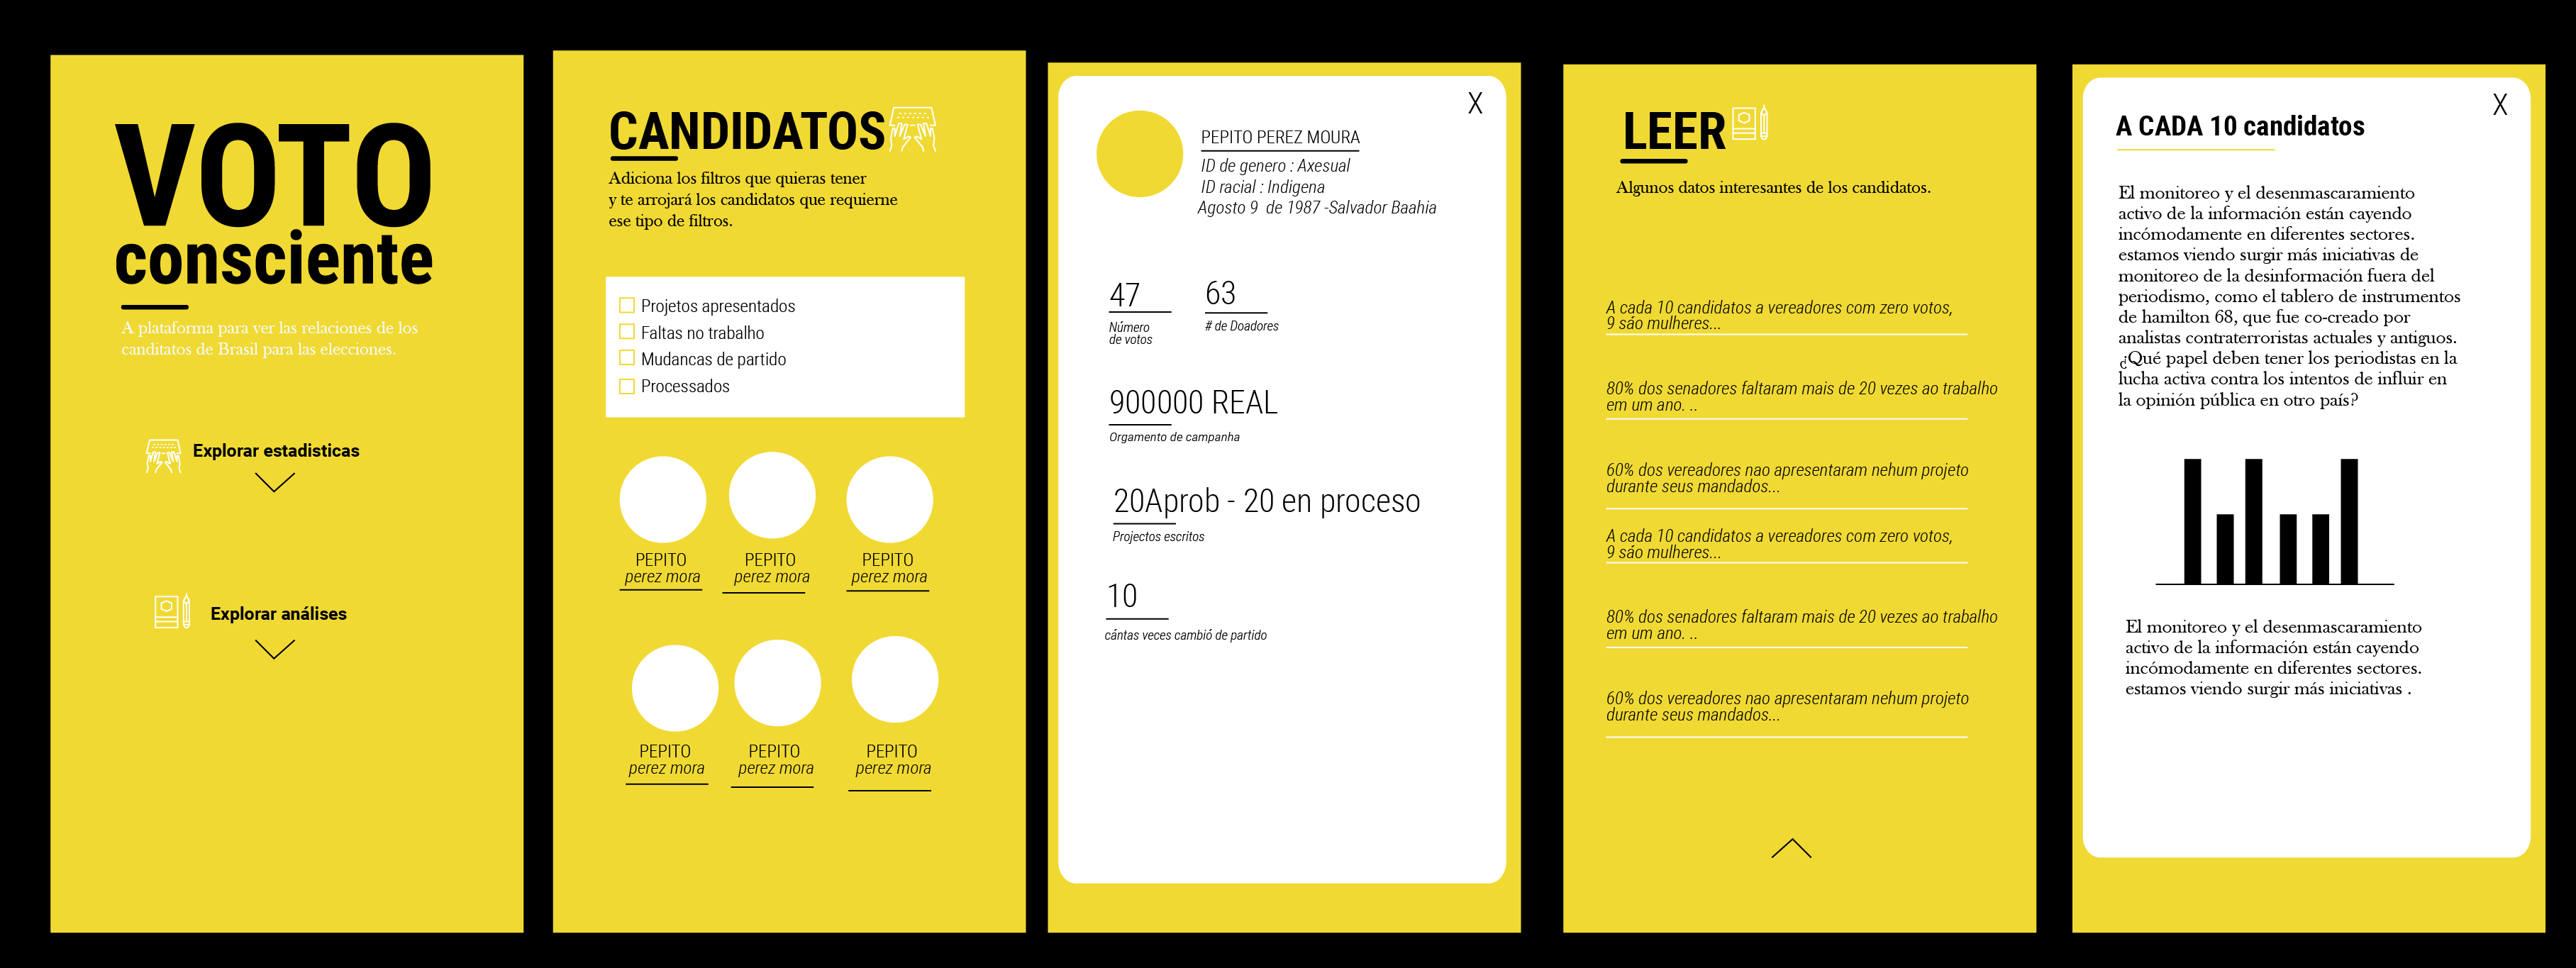 VOTO
consciente
A plataforma para ver las relaciones de los
canditatos de Brasil para las elecciones.
Explorar estadisticas
Explorar análises
CANDIDATOS
Adiciona los filtros que quieras tener
y te arrojará los candidatos que requierne
ese tipo de filtros.
Projetos apresentados
Faltas no trabalho
Mudancas de partido
Processados
PEPITO
perez mora
PEPITO
perez mora
PEPITO
perez mora
PEPITO
perez mora
PEPITO
perez mora
PEPITO
perez mora
X
PEPITO PEREZ MOURA
ID de genero : Axesual
ID racial : Indigena
Agosto 9 de 1987 -Salvador Baahia
47
Número
de votos
63
# de Doadores
900000 REAL
Orgamento de campanha
20Aprob - 20 en proceso
Projectos escritos
10
cántas veces cambió de partido
LEER
Algunos datos interesantes de los candidatos.
A cada 10 candidatos a vereadores com zero votos,
9 sáo mulheres...
80% dos senadores faltaram mais de 20 vezes ao trabalho
em um ano. ..
60% dos vereadores nao apresentaram nehum projeto
durante seus mandados...
A cada 10 candidatos a vereadores com zero votos,
9 sáo mulheres...
80% dos senadores faltaram mais de 20 vezes ao trabalho
em um ano. ..
60% dos vereadores nao apresentaram nehum projeto
durante seus mandados...
X
A CADA 10 candidatos
El monitoreo y el desenmascaramiento
activo de la información están cayendo
incómodamente en diferentes sectores.
estamos viendo surgir más iniciativas de
monitoreo de la desinformación fuera del
periodismo, como el tablero de instrumentos
de hamilton 68, que fue co-creado por
analistas contraterroristas actuales y antiguos.
¿Qué papel deben tener los periodistas en la
lucha activa contra los intentos de influir en
la opinión pública en otro país?
El monitoreo y el desenmascaramiento
activo de la información están cayendo
incómodamente en diferentes sectores.
estamos viendo surgir más iniciativas .